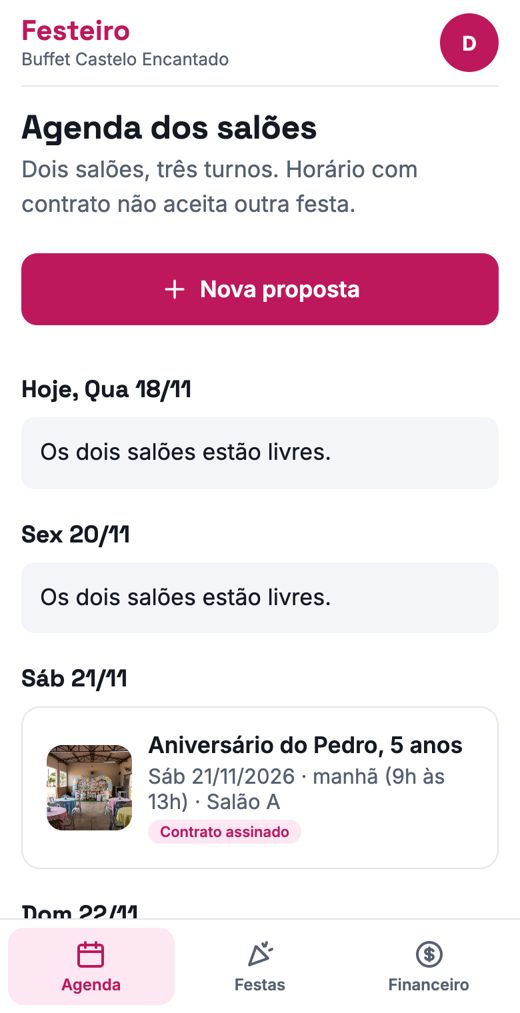 Festeiro
Buffet Castelo Encantado
D
Agenda dos salões
Dois salões, três turnos. Horário com
contrato não aceita outra festa.
Nova proposta
Hoje, Qua 18/11
Os dois salões estão livres.
Sex 20/11
Os dois salões estão livres.
Sáb 21/11
Aniversário do Pedro, 5 anos
Sáb 21/11/2026 · manhã (9h às
13h) · Salão A
Contrato assinado
Dom 22/11
Agenda
Festas
Financeiro